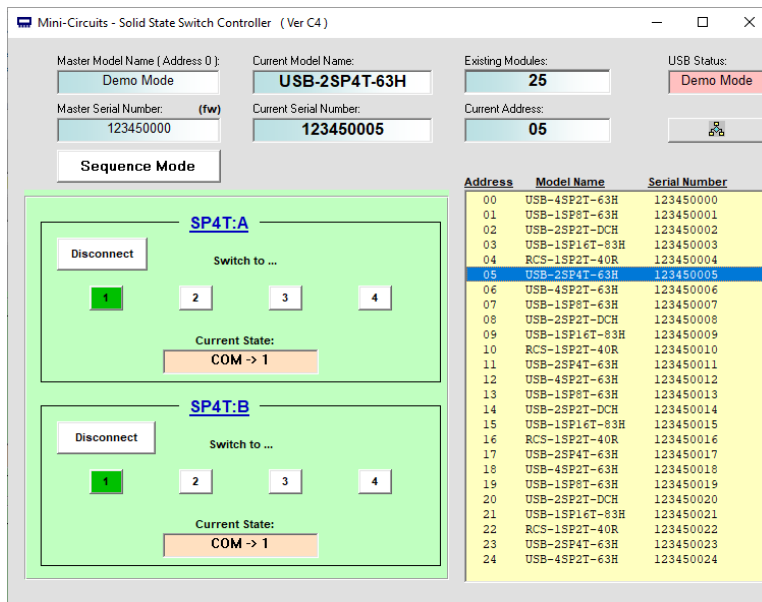 Mini-Circuits - Solid State Switch Controller ( Ver C4 )
Master Model Name ( Address 0 ): Current Model Name: Existing Modules: USB Status:
Demo Mode USB-2SP4T-63H 25 Demo Mode
Master Serial Number: (fw) Current Serial Number: Current Address:
123450000 123450005 05
Sequence Mode
SP4T:A
Disconnect
Switch to ...
1 2 3 4
Current State:
COM -> 1
SP4T:B
Disconnect
Switch to ...
1 2 3 4
Current State:
COM -> 1
Address Model Name Serial Number
00 USB-4SP2T-63H 123450000
01 USB-1SP8T-63H 123450001
02 USB-2SP2T-DCH 123450002
03 USB-1SP16T-83H 123450003
04 RCS-1SP2T-40R 123450004
05 USB-2SP4T-63H 123450005
06 USB-4SP2T-63H 123450006
07 USB-1SP8T-63H 123450007
08 USB-2SP2T-DCH 123450008
09 USB-1SP16T-83H 123450009
10 RCS-1SP2T-40R 123450010
11 USB-2SP4T-63H 123450011
12 USB-4SP2T-63H 123450012
13 USB-1SP8T-63H 123450013
14 USB-2SP2T-DCH 123450014
15 USB-1SP16T-83H 123450015
16 RCS-1SP2T-40R 123450016
17 USB-2SP4T-63H 123450017
18 USB-4SP2T-63H 123450018
19 USB-1SP8T-63H 123450019
20 USB-2SP2T-DCH 123450020
21 USB-1SP16T-83H 123450021
22 RCS-1SP2T-40R 123450022
23 USB-2SP4T-63H 123450023
24 USB-4SP2T-63H 123450024